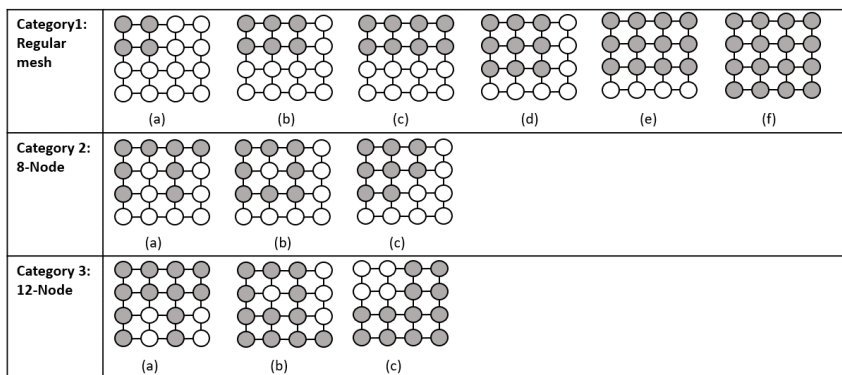 Category1:
Regular
mesh
(a) (b) (c) (d) (e) (f)
Category 2:
8-Node
(a) (b) (c)
Category 3:
12-Node
(a) (b) (c)